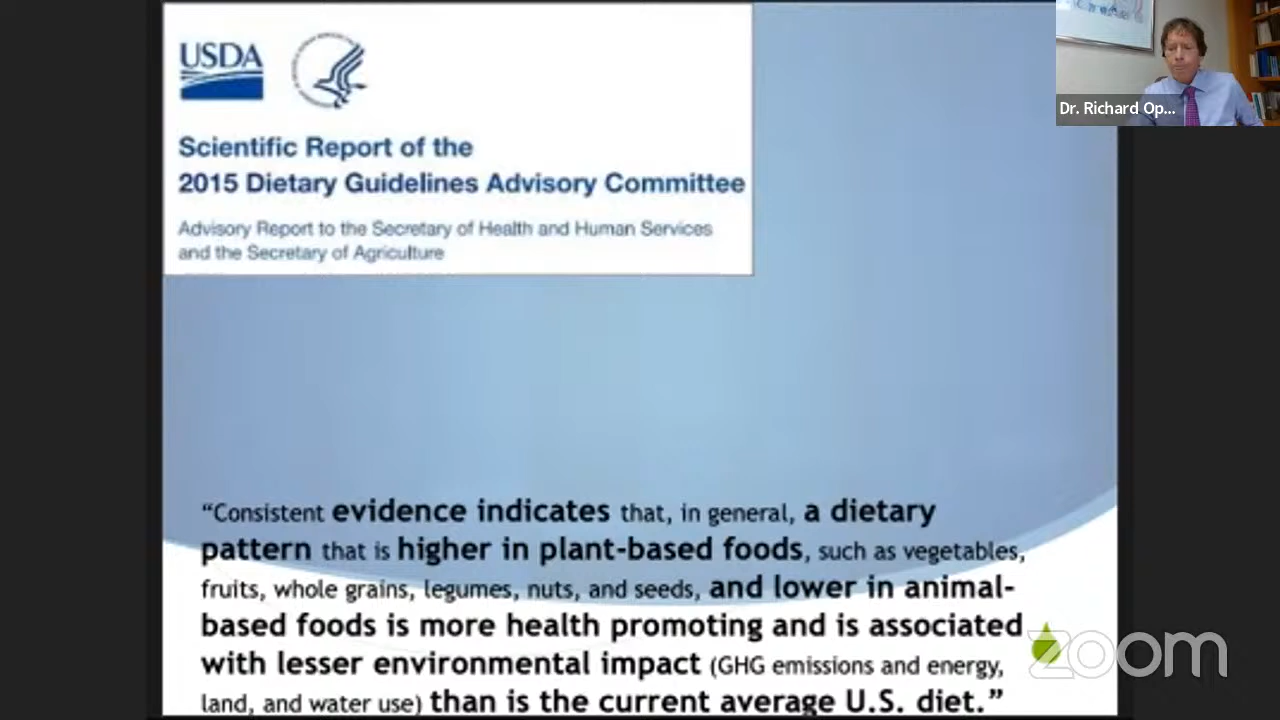 USDA
Scientific Report of the
2015 Dietary Guidelines Advisory Committee
Advisory Report to the Secretary of Health and Human Services
and the Secretary of Agriculture
Dr. Richard Op...
“Consistent evidence indicates that, in general, a dietary
pattern that is higher in plant-based foods, such as vegetables,
fruits, whole grains, legumes, nuts, and seeds, and lower in animal-
based foods is more health promoting and is associated
with lesser environmental impact (GHG emissions and energy,
land, and water use) than is the current average U.S. diet.”
zoom